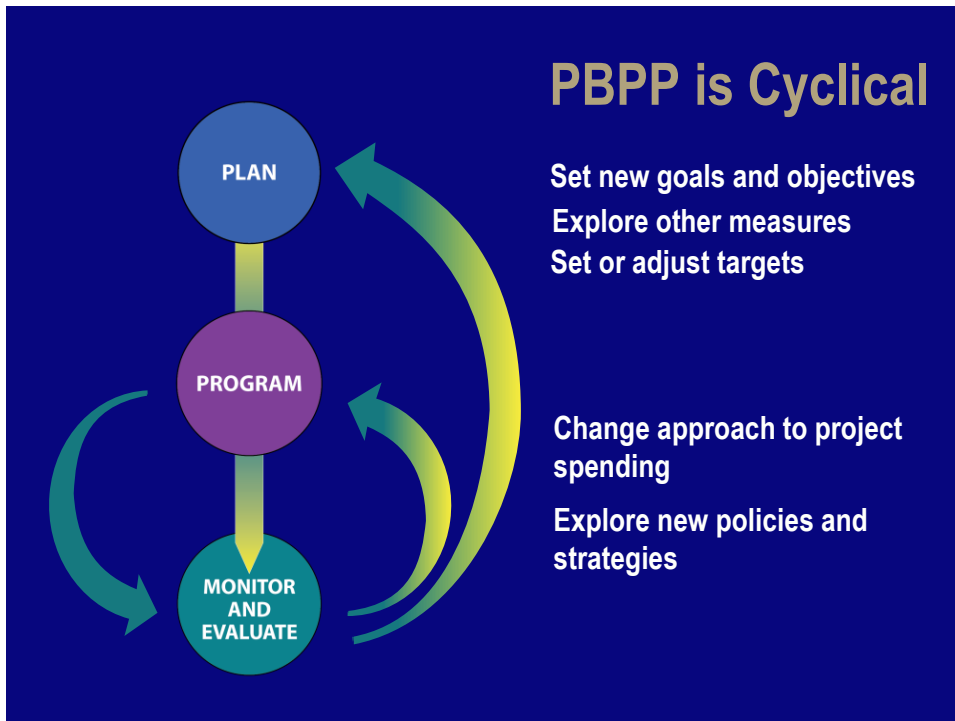 PBPP is Cyclical
PLAN
Set new goals and objectives
Explore other measures
Set or adjust targets
PROGRAM
Change approach to project
spending
Explore new policies and
strategies
MONITOR
AND
EVALUATE